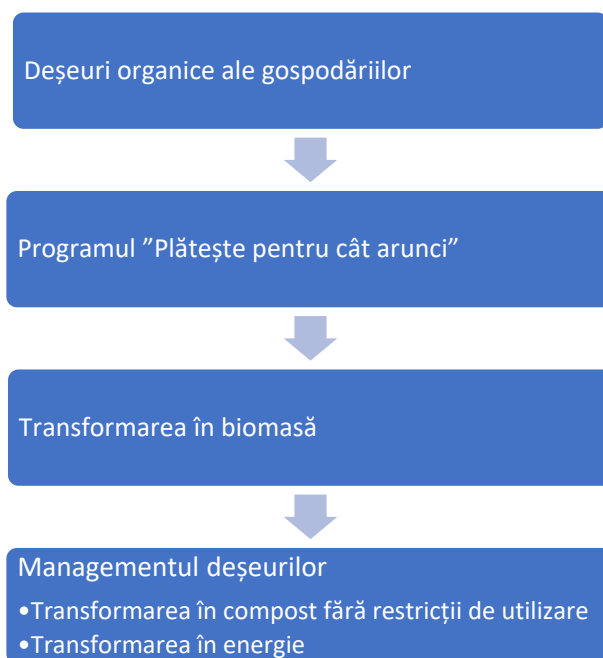 Deșeuri organice ale gospodăriilor
Programul ”Plătește pentru cât arunci”
Transformarea în biomasă
Managementul deșeurilor
•Transformarea în compost fără restricții de utilizare
•Transformarea în energie